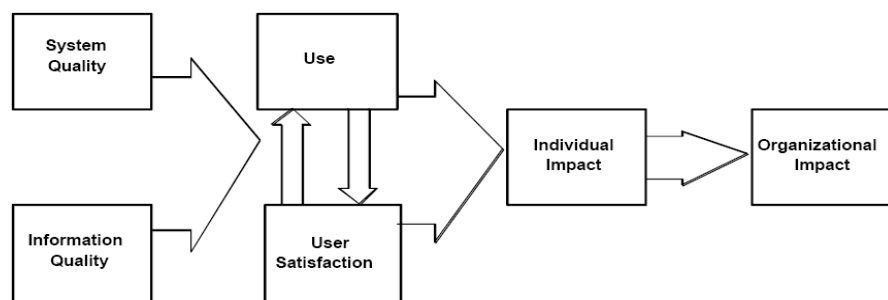 System
Quality
Use
Individual
Impact
Organizational
Impact
Information
Quality
User
Satisfaction